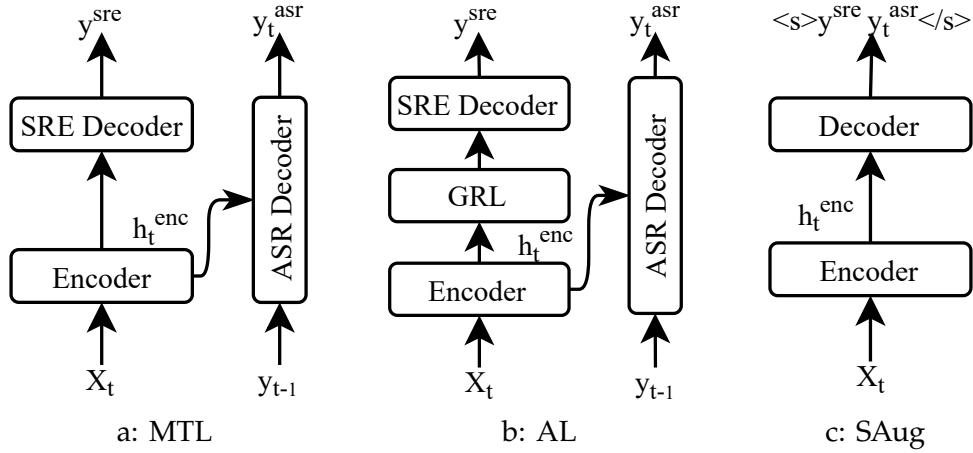 y^sre
y_t^asr
SRE Decoder
ASR Decoder
h_t^enc
Encoder
X_t
y_t-1
a: MTL
y^sre
y_t^asr
SRE Decoder
GRL
ASR Decoder
h_t^enc
Encoder
X_t
y_t-1
b: AL
<s>y^sre y_t^asr</s>
Decoder
h_t^enc
Encoder
X_t
c: SAug